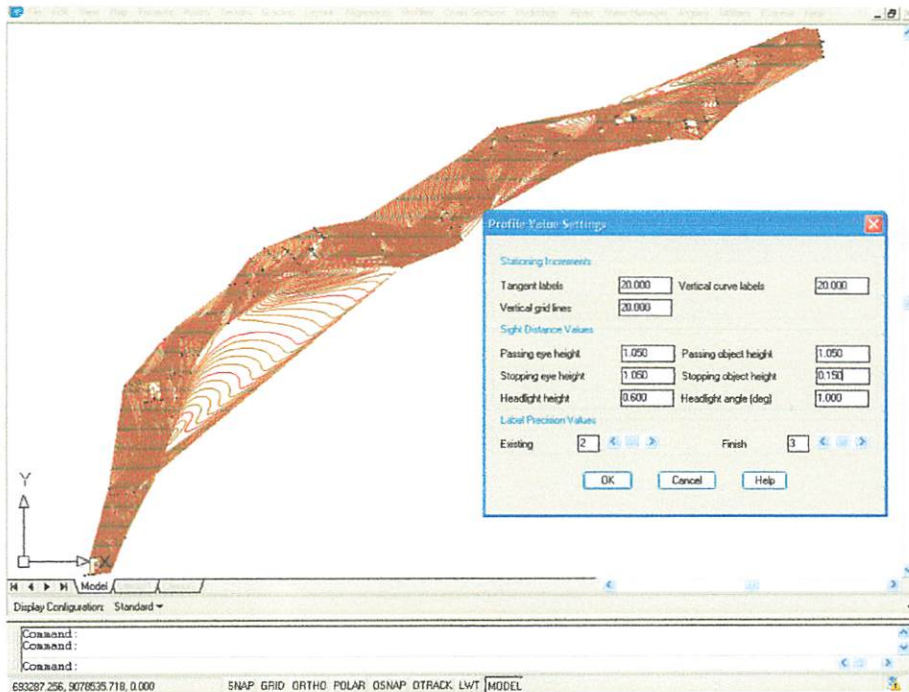 Profile Value Settings
Stationing Increments
Tangent labels 20.000 Vertical curve labels 20.000
Vertical grid lines 20.000
Sight Distance Values
Passing eye height 1.050 Passing object height 1.050
Stopping eye height 1.050 Stopping object height 0.150
Headlight height 0.600 Headlight angle (deg) 1.000
Label Precision Values
Existing 2 Finish 3
OK Cancel Help
Y
X
Model
Display Configuration: Standard
Command:
Command:
Command:
693287.256, 9078535.718, 0.000 SNAP GRID ORTHO POLAR OSNAP OTRACK LWT MODEL